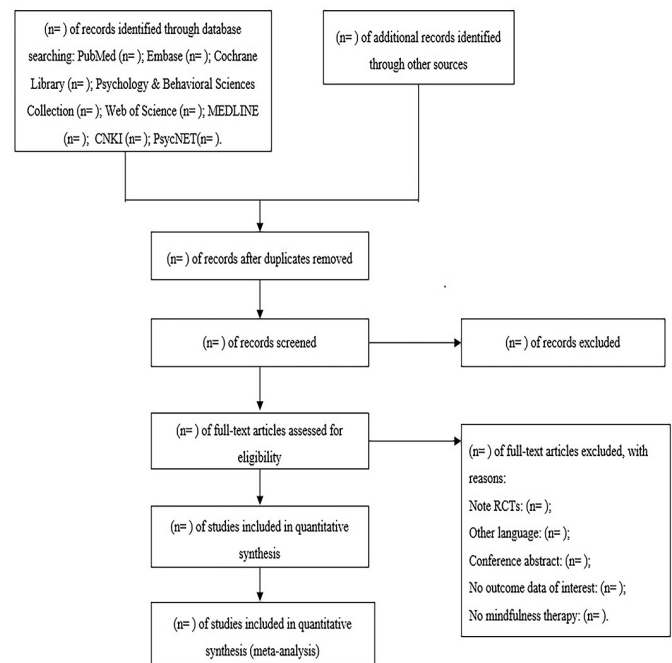 (n= ) of records identified through database
searching: PubMed (n= ); Embase (n= ); Cochrane
Library (n= ); Psychology & Behavioral Sciences
Collection (n= ); Web of Science (n= ); MEDLINE
(n= ); CNKI (n= ); PsycNET(n= ).
(n= ) of additional records identified
through other sources
(n= ) of records after duplicates removed
(n= ) of records screened
(n= ) of records excluded
(n= ) of full-text articles assessed for
eligibility
(n= ) of full-text articles excluded, with
reasons:
Note RCTs: (n= );
Other language: (n= );
Conference abstract: (n= );
No outcome data of interest: (n= );
No mindfulness therapy: (n= ).
(n= ) of studies included in quantitative
synthesis
(n= ) of studies included in quantitative
synthesis (meta-analysis)